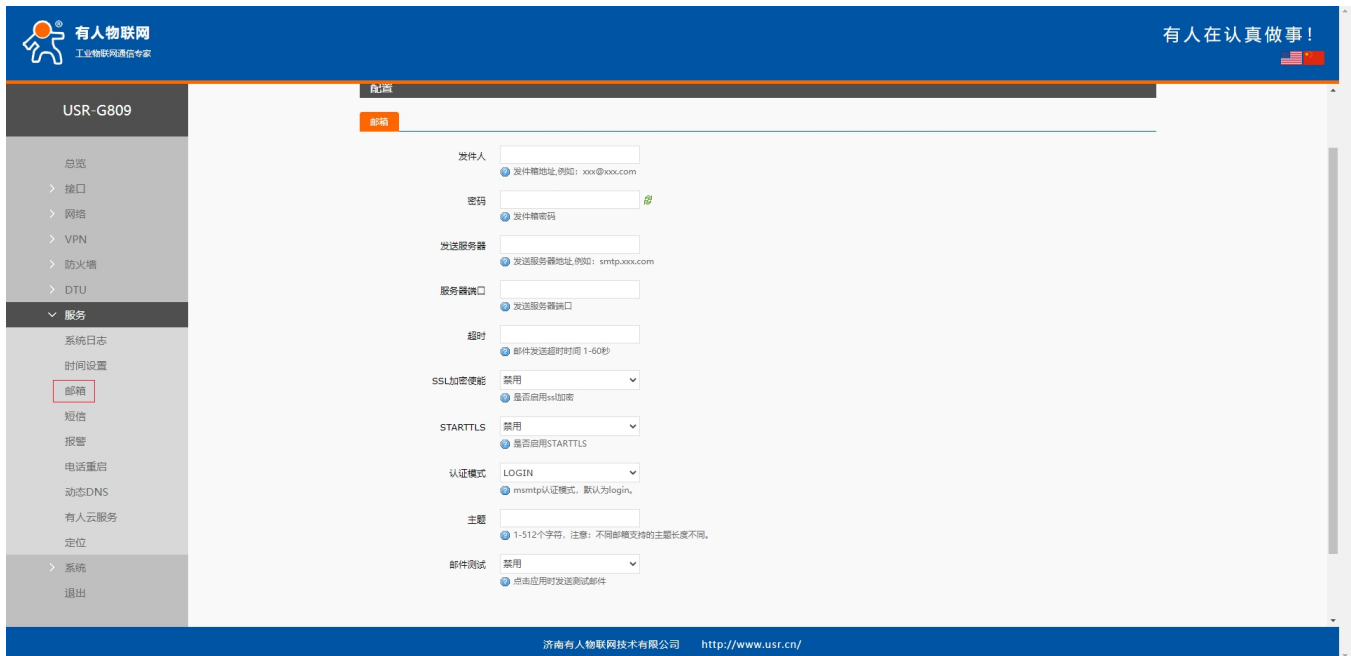 有人物联网
®
工业物联网通信专家
有人在认真做事！
USR-G809
总览
接口
网络
VPN
防火墙
DTU
服务
系统日志
时间设置
邮箱
短信
报警
电话重启
动态DNS
有人云服务
定位
系统
退出
配置
邮箱
发件人
发件箱地址,例如：xxx@xxx.com
密码
发件箱密码
发送服务器
发送服务器地址,例如：smtp.xxx.com
服务器端口
发送服务器端口
超时
邮件发送超时时间 1-60秒
SSL加密使能 禁用
是否启用ssl加密
STARTTLS 禁用
是否启用STARTTLS
认证模式 LOGIN
msmtp认证模式，默认为login。
主题
1-512个字符，注意：不同邮箱支持的主题长度不同。
邮件测试 禁用
点击应用时发送测试邮件
济南有人物联网技术有限公司 http://www.usr.cn/